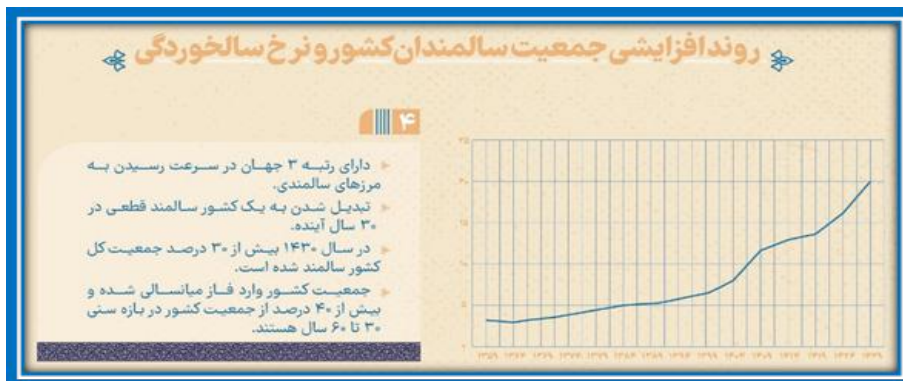 روند افزایشی جمعیت سالمندان کشور و نرخ سالخوردگی
۴
دارای رتبه ۳ جهان در سرعت رسیدن به
مرزهای سالمندی.
تبدیل شدن به یک کشور سالمند قطعی در
۳۰ سال آینده.
در سال ۱۴۳۰ بیش از ۳۰ درصد جمعیت کل
کشور سالمند شده است.
جمعیت کشور وارد فاز میانسالی شده و
بیش از ۴۰ درصد از جمعیت کشور در بازه سنی
۳۰ تا ۶۰ سال هستند.